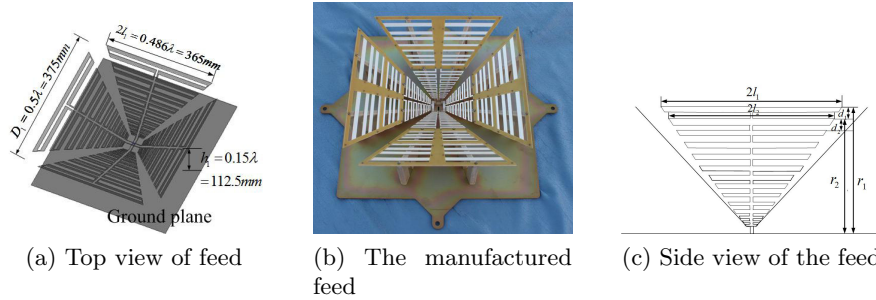 2l₁=0.486λ=365mm
D₁=0.5λ=375mm
h₁=0.15λ
=112.5mm
Ground plane
(a) Top view of feed
(b) The manufactured
feed
2l₁
2l₂
d₁
d₂
r₂
r₁
(c) Side view of the feed